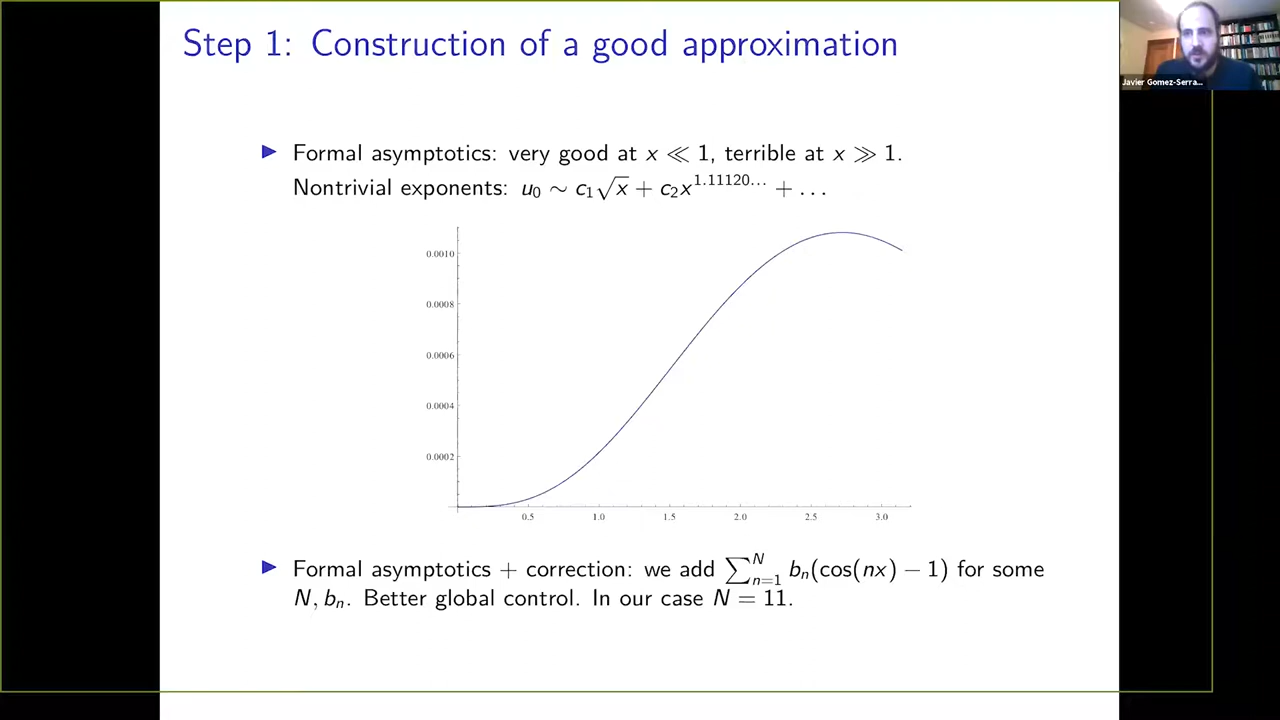 Step 1: Construction of a good approximation
Javier Gomez-Serra...
▶ Formal asymptotics: very good at x ≪ 1, terrible at x ≫ 1.
Nontrivial exponents: u₀ ∼ c₁√x + c₂x^{1.11120...} + ...
0.0010
0.0008
0.0006
0.0004
0.0002
0.5 1.0 1.5 2.0 2.5 3.0
▶ Formal asymptotics + correction: we add ∑_{n=1}^{N} bₙ(cos(nx) − 1) for some
N, bₙ. Better global control. In our case N = 11.